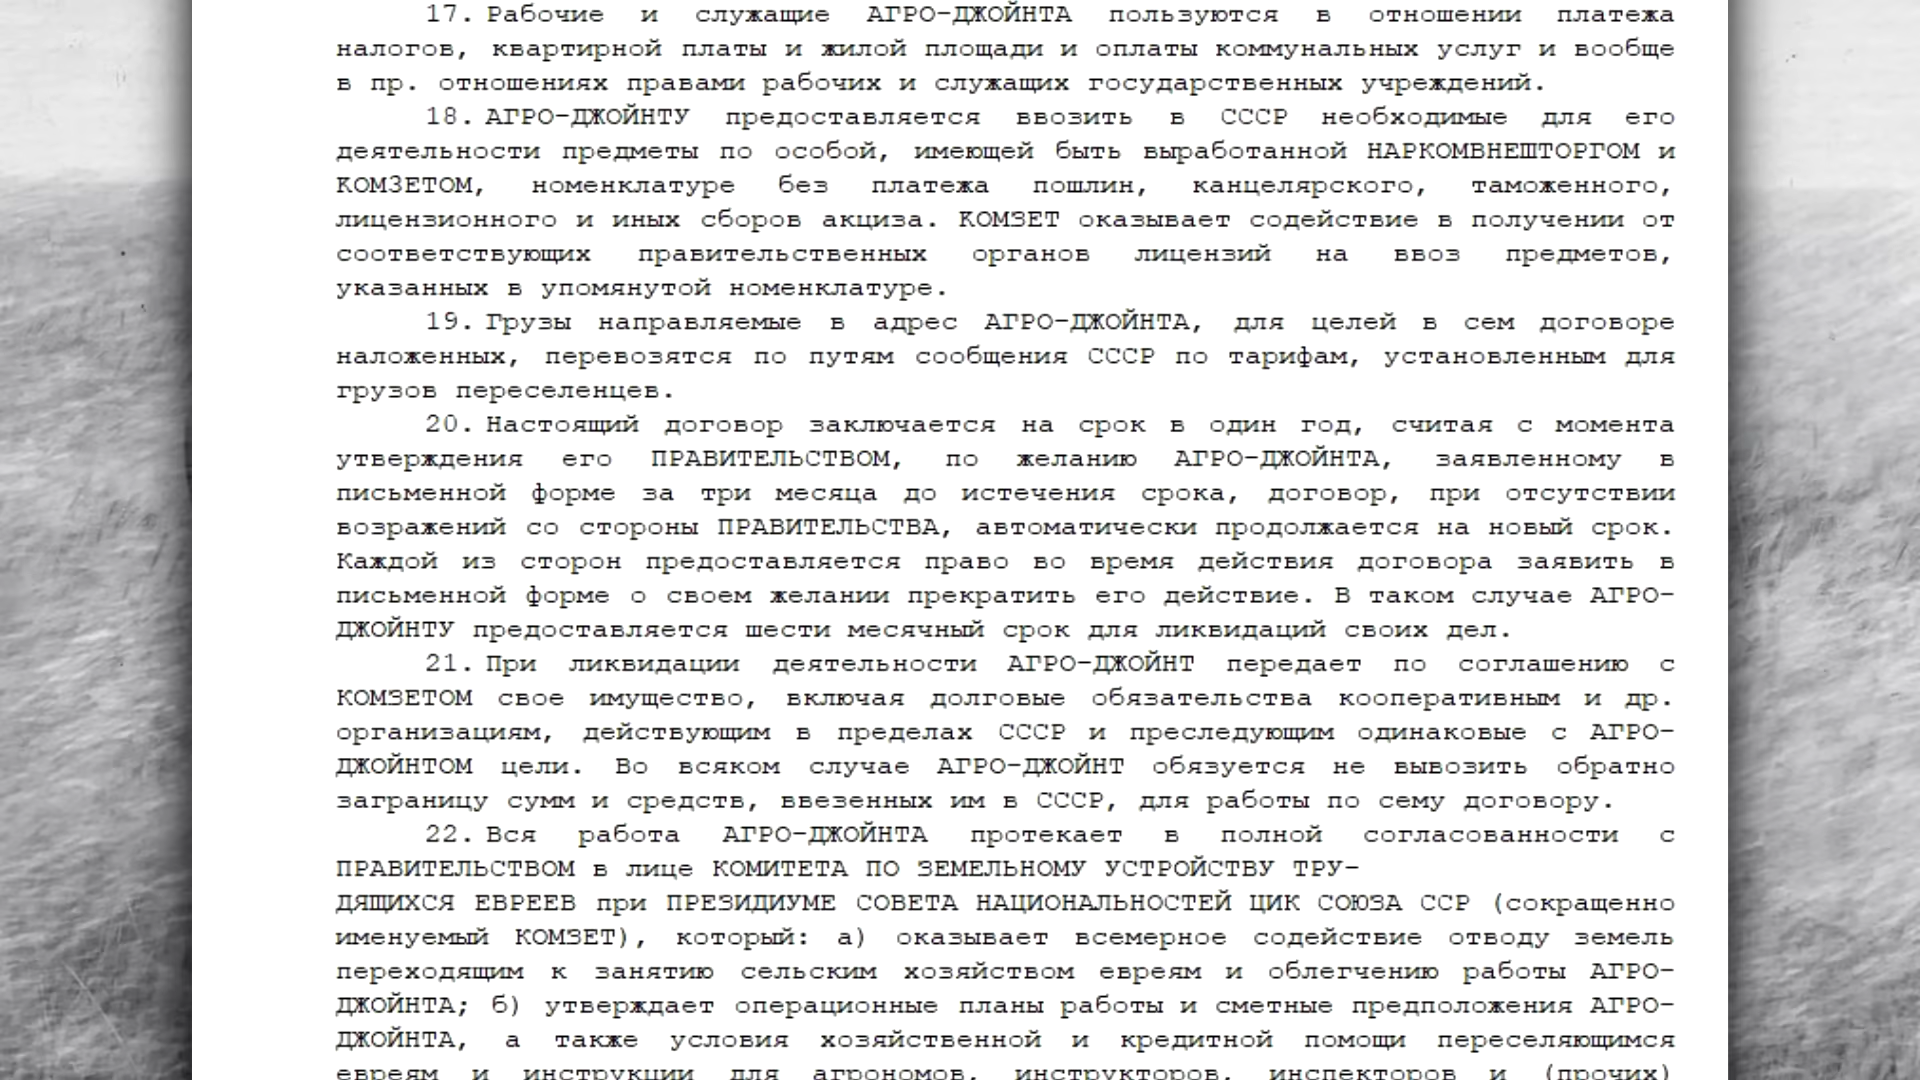 17. Рабочие и служащие АГРО-ДЖОЙНТА пользуются в отношении платежа
налогов, квартирной платы и жилой площади и оплаты коммунальных услуг и вообще
в пр. отношениях правами рабочих и служащих государственных учреждений.
18. АГРО-ДЖОЙНТУ предоставляется ввозить в СССР необходимые для его
деятельности предметы по особой, имеющей быть выработанной НАРКОМВНЕШТОРГОМ и
КОМЗЕТОМ, номенклатуре без платежа пошлин, канцелярского, таможенного,
лицензионного и иных сборов акциза. КОМЗЕТ оказывает содействие в получении от
соответствующих правительственных органов лицензий на ввоз предметов,
указанных в упомянутой номенклатуре.
19. Грузы направляемые в адрес АГРО-ДЖОЙНТА, для целей в сем договоре
наложенных, перевозятся по путям сообщения СССР по тарифам, установленным для
грузов переселенцев.
20. Настоящий договор заключается на срок в один год, считая с момента
утверждения его ПРАВИТЕЛЬСТВОМ, по желанию АГРО-ДЖОЙНТА, заявленному в
письменной форме за три месяца до истечения срока, договор, при отсутствии
возражений со стороны ПРАВИТЕЛЬСТВА, автоматически продолжается на новый срок.
Каждой из сторон предоставляется право во время действия договора заявить в
письменной форме о своем желании прекратить его действие. В таком случае АГРО-
ДЖОЙНТУ предоставляется шести месячный срок для ликвидаций своих дел.
21. При ликвидации деятельности АГРО-ДЖОЙНТ передает по соглашению с
КОМЗЕТОМ свое имущество, включая долговые обязательства кооперативным и др.
организациям, действующим в пределах СССР и преследующим одинаковые с АГРО-
ДЖОЙНТОМ цели. Во всяком случае АГРО-ДЖОЙНТ обязуется не вывозить обратно
заграницу сумм и средств, ввезенных им в СССР, для работы по сему договору.
22. Вся работа АГРО-ДЖОЙНТА протекает в полной согласованности с
ПРАВИТЕЛЬСТВОМ в лице КОМИТЕТА ПО ЗЕМЕЛЬНОМУ УСТРОЙСТВУ ТРУ-
ДЯЩИХСЯ ЕВРЕЕВ при ПРЕЗИДИУМЕ СОВЕТА НАЦИОНАЛЬНОСТЕЙ ЦИК СОЮЗА ССР (сокращенно
именуемый КОМЗЕТ), который: а) оказывает всемерное содействие отводу земель
переходящим к занятию сельским хозяйством евреям и облегчению работы АГРО-
ДЖОЙНТА; б) утверждает операционные планы работы и сметные предположения АГРО-
ДЖОЙНТА, а также условия хозяйственной и кредитной помощи переселяющимся
евреям и инструкции для агрономов, инструкторов, инспекторов и (прочих)